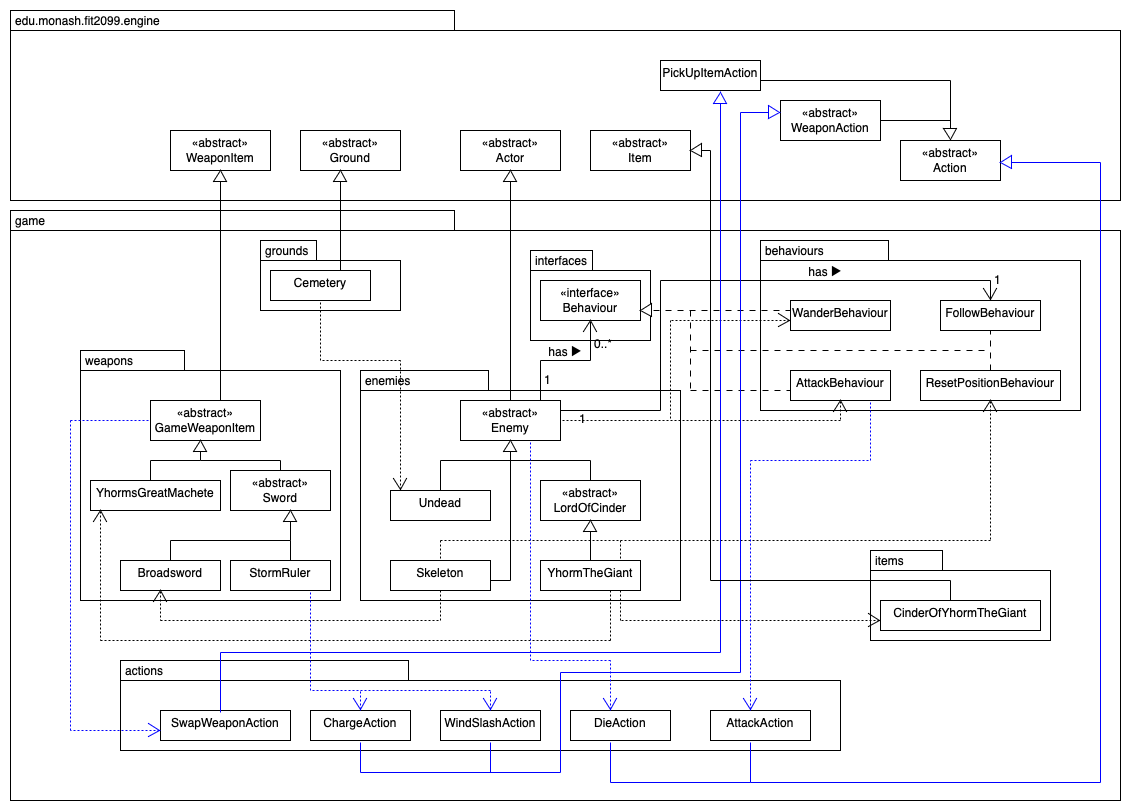 edu.monash.fit2099.engine
PickUpItemAction
«abstract»
WeaponAction
«abstract»
WeaponItem
«abstract»
Ground
«abstract»
Actor
«abstract»
Item
«abstract»
Action
game
grounds
Cemetery
interfaces
«interface»
Behaviour
behaviours
has ▶
1
WanderBehaviour
FollowBehaviour
AttackBehaviour
ResetPositionBehaviour
has ▶
0..*
1
1
weapons
«abstract»
GameWeaponItem
YhormsGreatMachete
«abstract»
Sword
Broadsword
StormRuler
enemies
«abstract»
Enemy
Undead
«abstract»
LordOfCinder
Skeleton
YhormTheGiant
items
CinderOfYhormTheGiant
actions
SwapWeaponAction
ChargeAction
WindSlashAction
DieAction
AttackAction